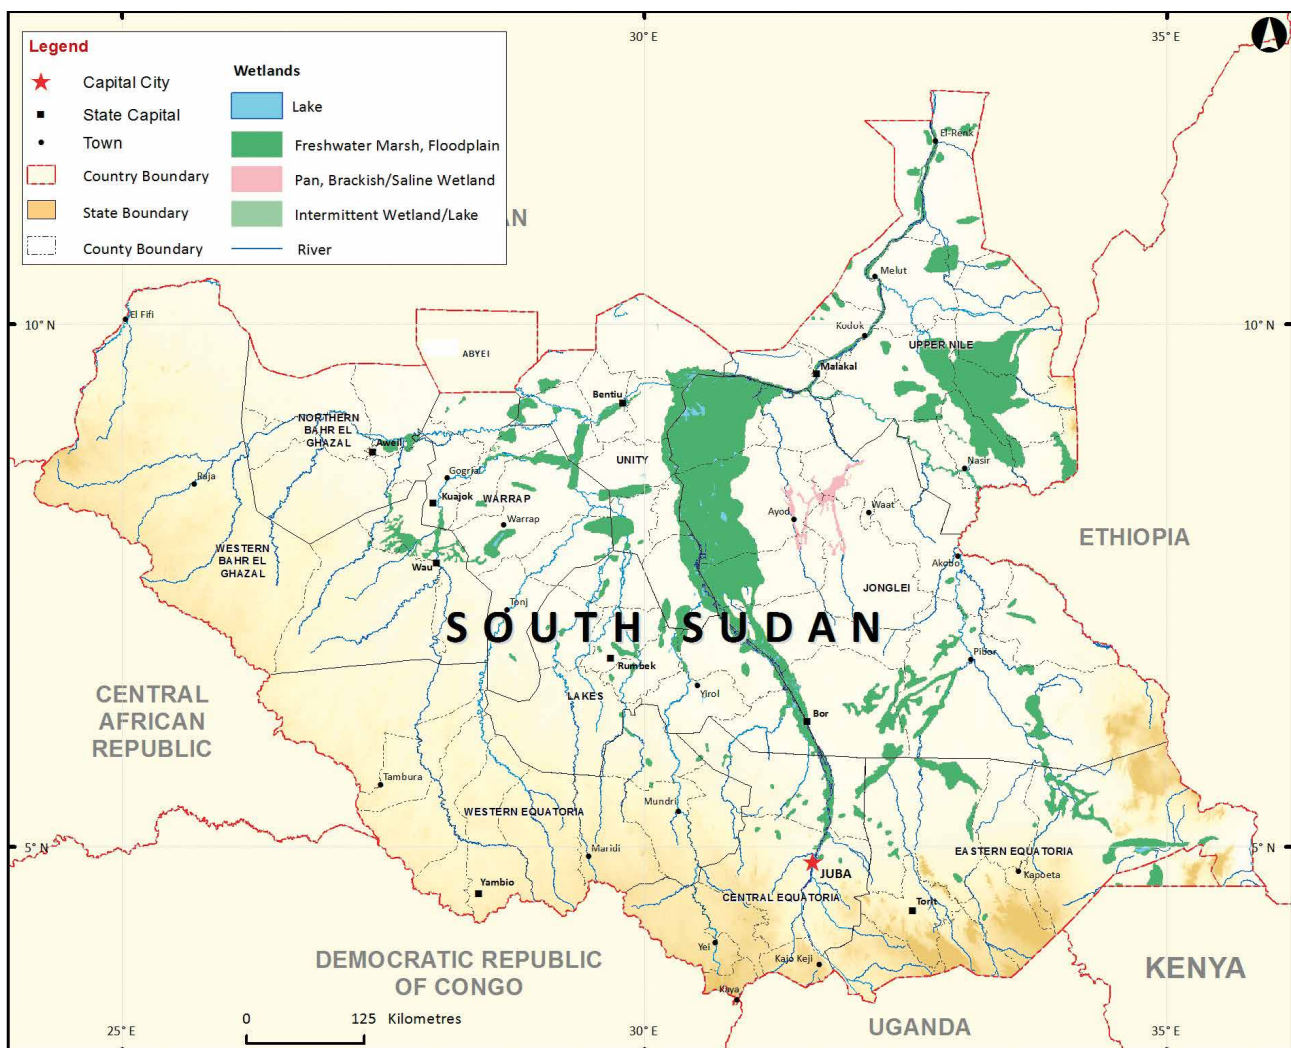 30° E
35° E
Legend
Capital City
State Capital
Town
Country Boundary
State Boundary
County Boundary
Wetlands
Lake
Freshwater Marsh, Floodplain
Pan, Brackish/Saline Wetland
Intermittent Wetland/Lake
River
AN
El-Renk
Melut
El Fifi
10° N
10° N
Kodok
UPPER NILE
ABYEI
Malakal
Bentiu
NORTHERN
BAHR EL
GHAZAL
Aweil
UNITY
Nasir
Gogrial
Raja
Kuajok
WARRAP
Warrap
Ayod
Waat
ETHIOPIA
WESTERN
BAHR EL
GHAZAL
Wau
Akobo
JONGLEI
Tonj
SOUTH SUDAN
Rumbek
Pibor
CENTRAL
AFRICAN
REPUBLIC
LAKES
Yirol
Bor
Tambura
WESTERN EQUATORIA
Mundri
5° N
5° N
Maridi
EASTERN EQUATORIA
JUBA
Kapoeta
Yambio
CENTRAL EQUATORIA
Torit
Yei
DEMOCRATIC REPUBLIC
OF CONGO
Kajo Keji
KENYA
Kaya
0 125 Kilometres
UGANDA
25° E
30° E
35° E